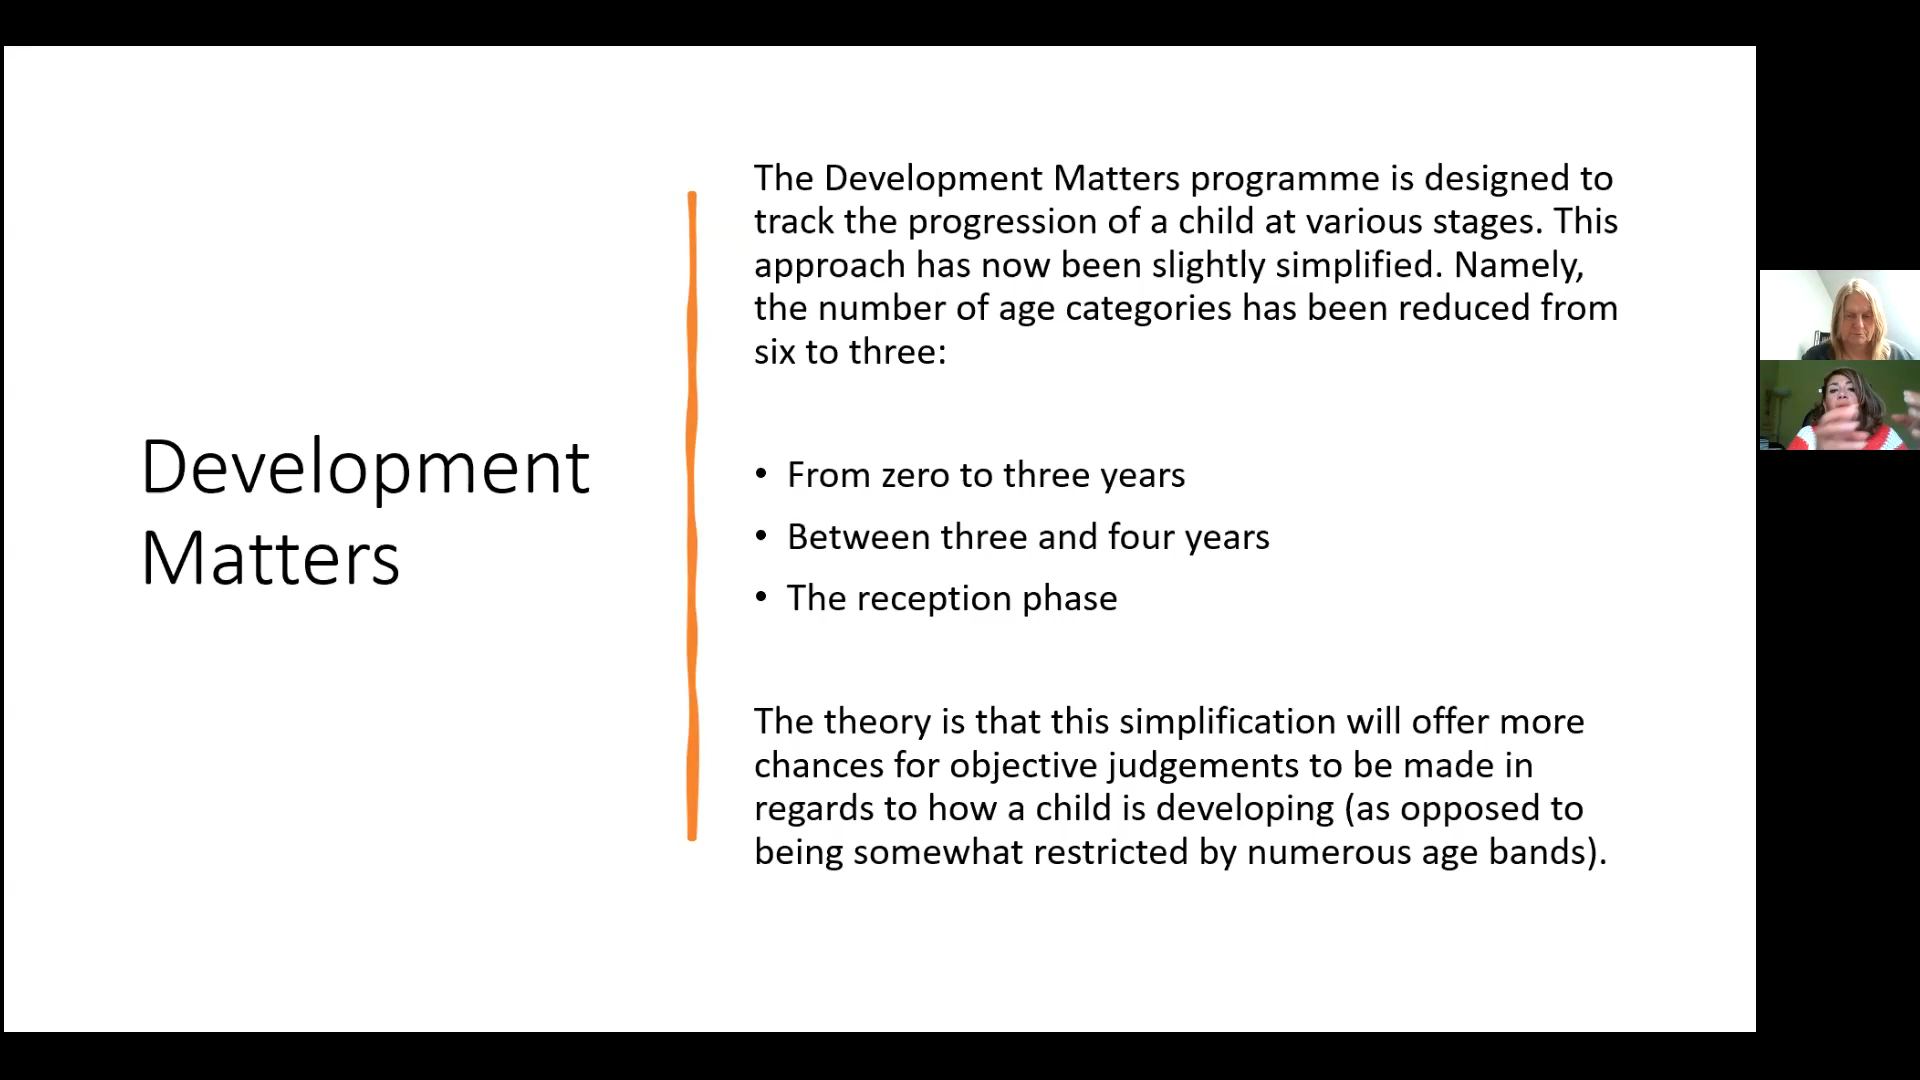 Development
Matters
The Development Matters programme is designed to
track the progression of a child at various stages. This
approach has now been slightly simplified. Namely,
the number of age categories has been reduced from
six to three:
• From zero to three years
• Between three and four years
• The reception phase
The theory is that this simplification will offer more
chances for objective judgements to be made in
regards to how a child is developing (as opposed to
being somewhat restricted by numerous age bands).